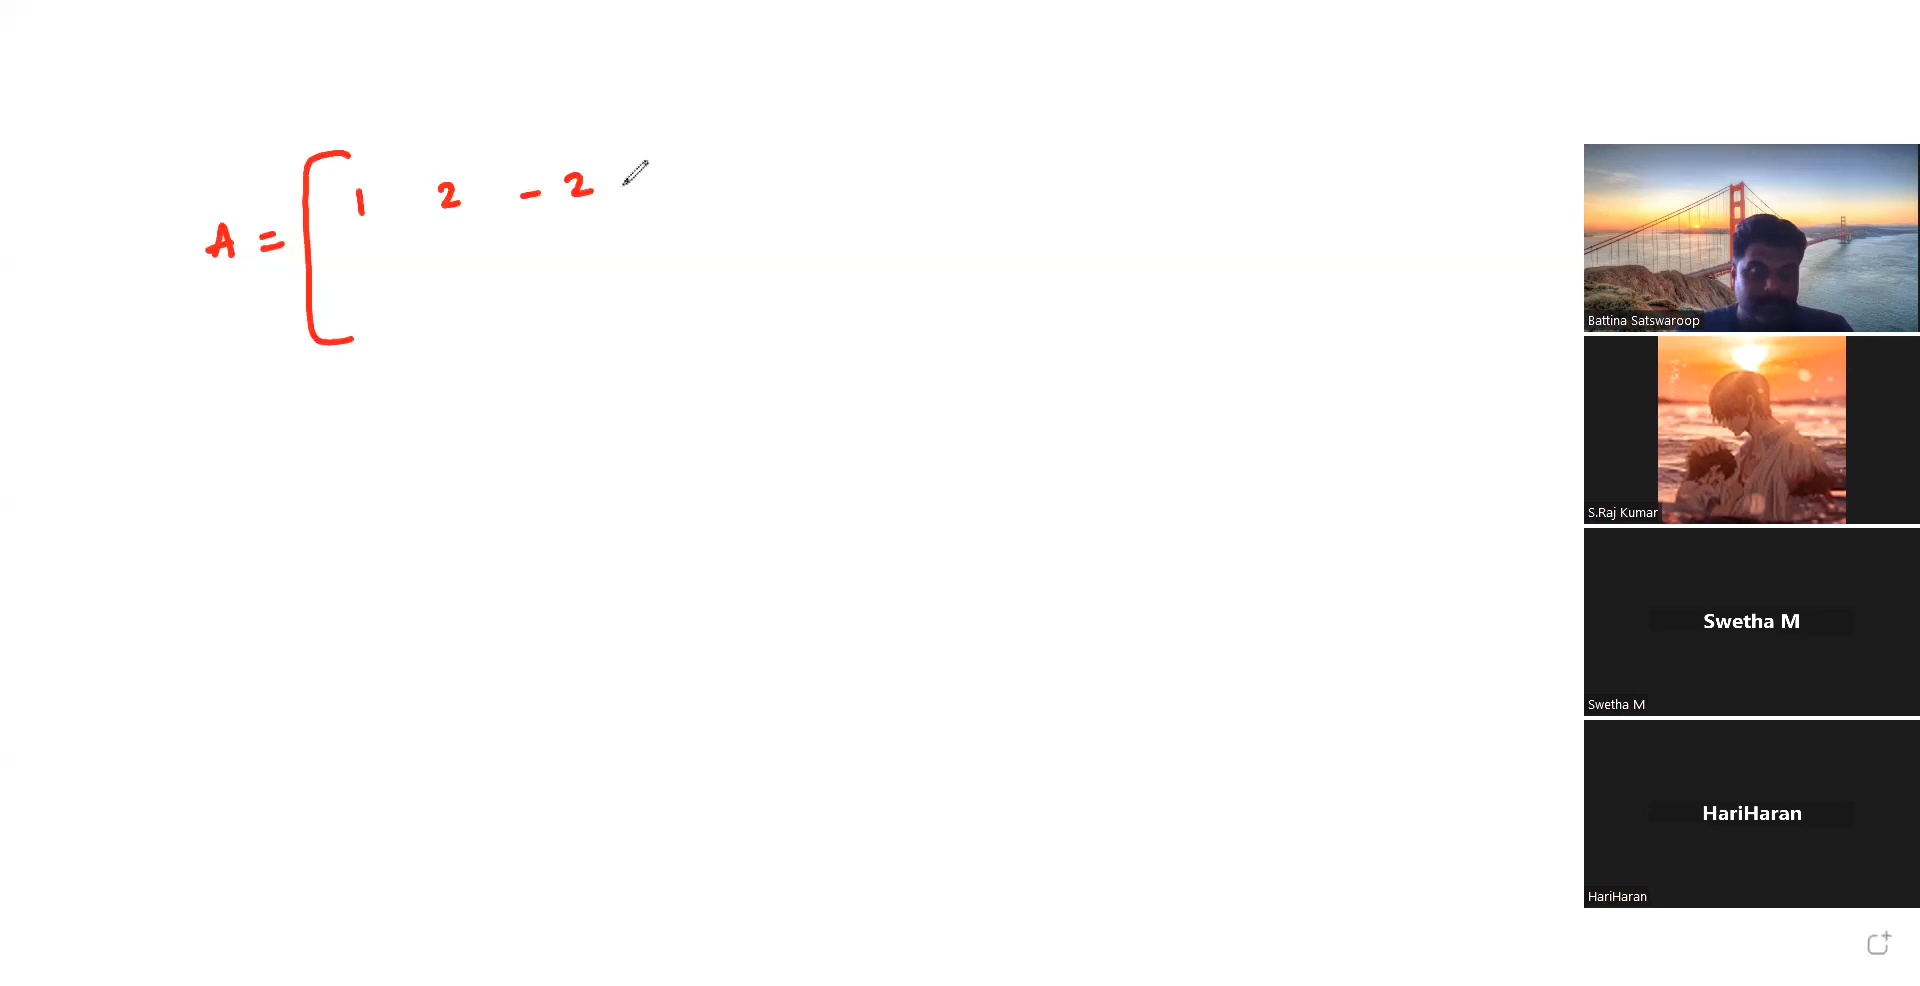 A = [ 1 2 - 2
Battina Satswaroop
S.Raj Kumar
Swetha M
Swetha M
HariHaran
HariHaran